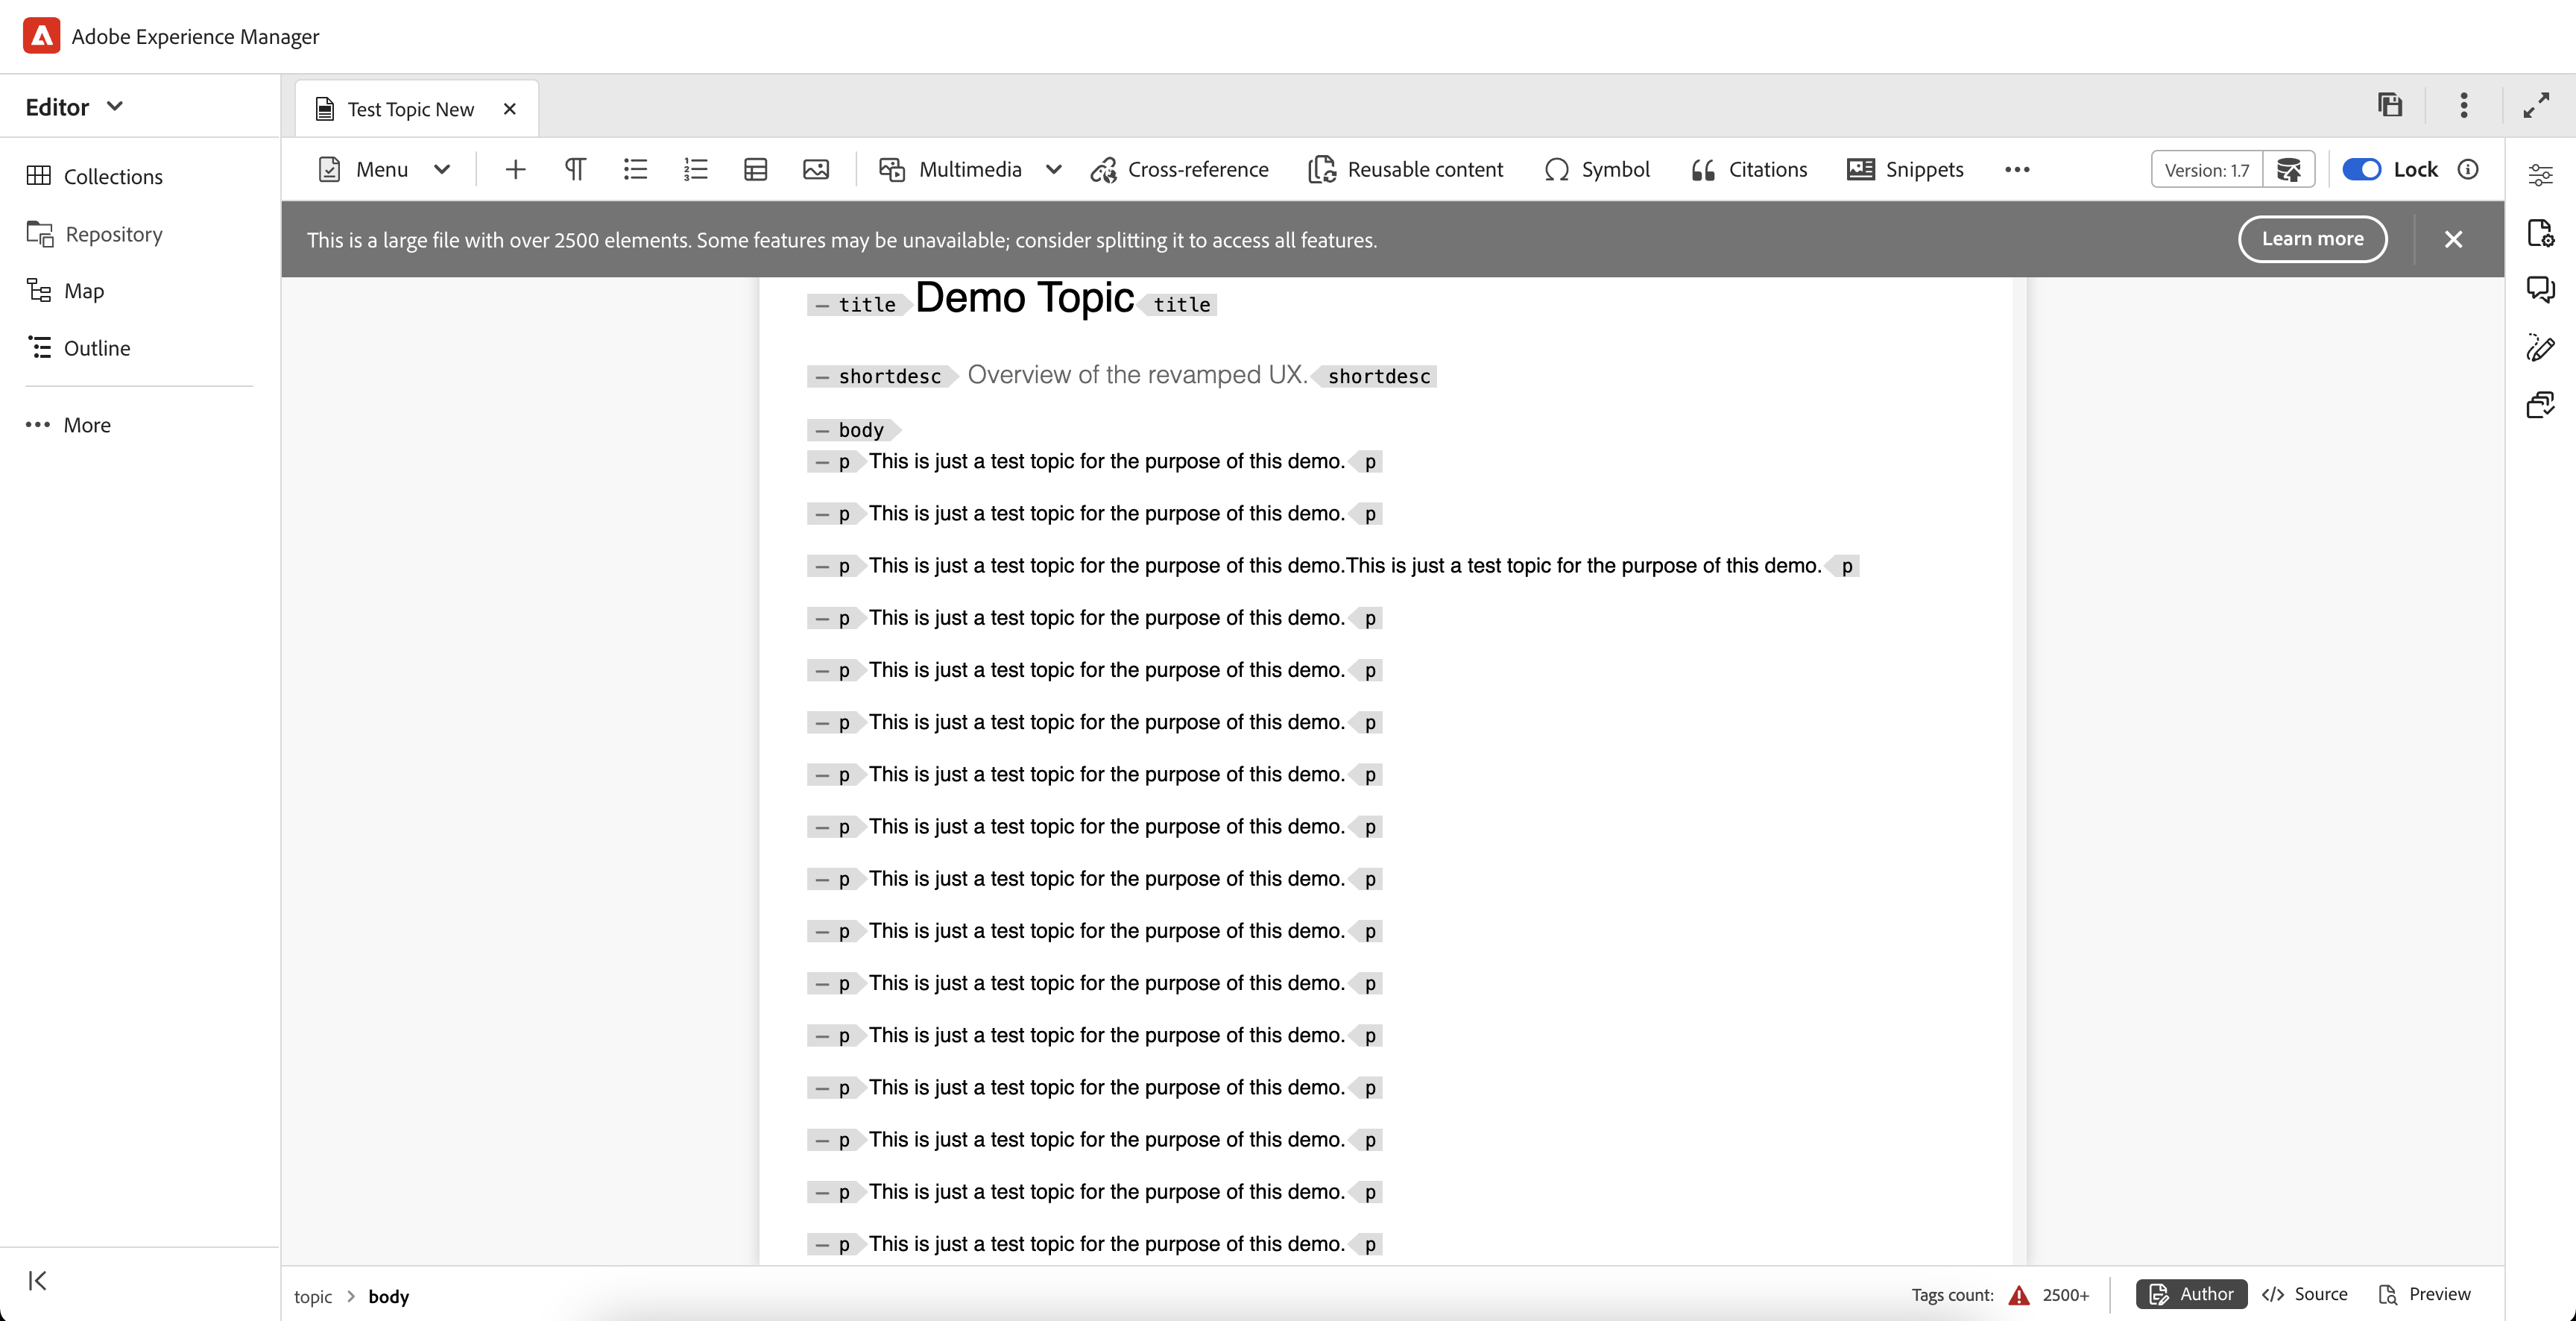 Adobe Experience Manager
Editor
Test Topic New
Collections
Repository
Map
Outline
More
Menu
Multimedia
Cross-reference
Reusable content
Symbol
Citations
Snippets
Version: 1.7
Lock
This is a large file with over 2500 elements. Some features may be unavailable; consider splitting it to access all features.
Learn more
title Demo Topic title
shortdesc Overview of the revamped UX. shortdesc
body
p This is just a test topic for the purpose of this demo. p
p This is just a test topic for the purpose of this demo. p
p This is just a test topic for the purpose of this demo.This is just a test topic for the purpose of this demo. p
p This is just a test topic for the purpose of this demo. p
p This is just a test topic for the purpose of this demo. p
p This is just a test topic for the purpose of this demo. p
p This is just a test topic for the purpose of this demo. p
p This is just a test topic for the purpose of this demo. p
p This is just a test topic for the purpose of this demo. p
p This is just a test topic for the purpose of this demo. p
p This is just a test topic for the purpose of this demo. p
p This is just a test topic for the purpose of this demo. p
p This is just a test topic for the purpose of this demo. p
p This is just a test topic for the purpose of this demo. p
p This is just a test topic for the purpose of this demo. p
p This is just a test topic for the purpose of this demo. p
topic > body
Tags count: 2500+
Author
Source
Preview